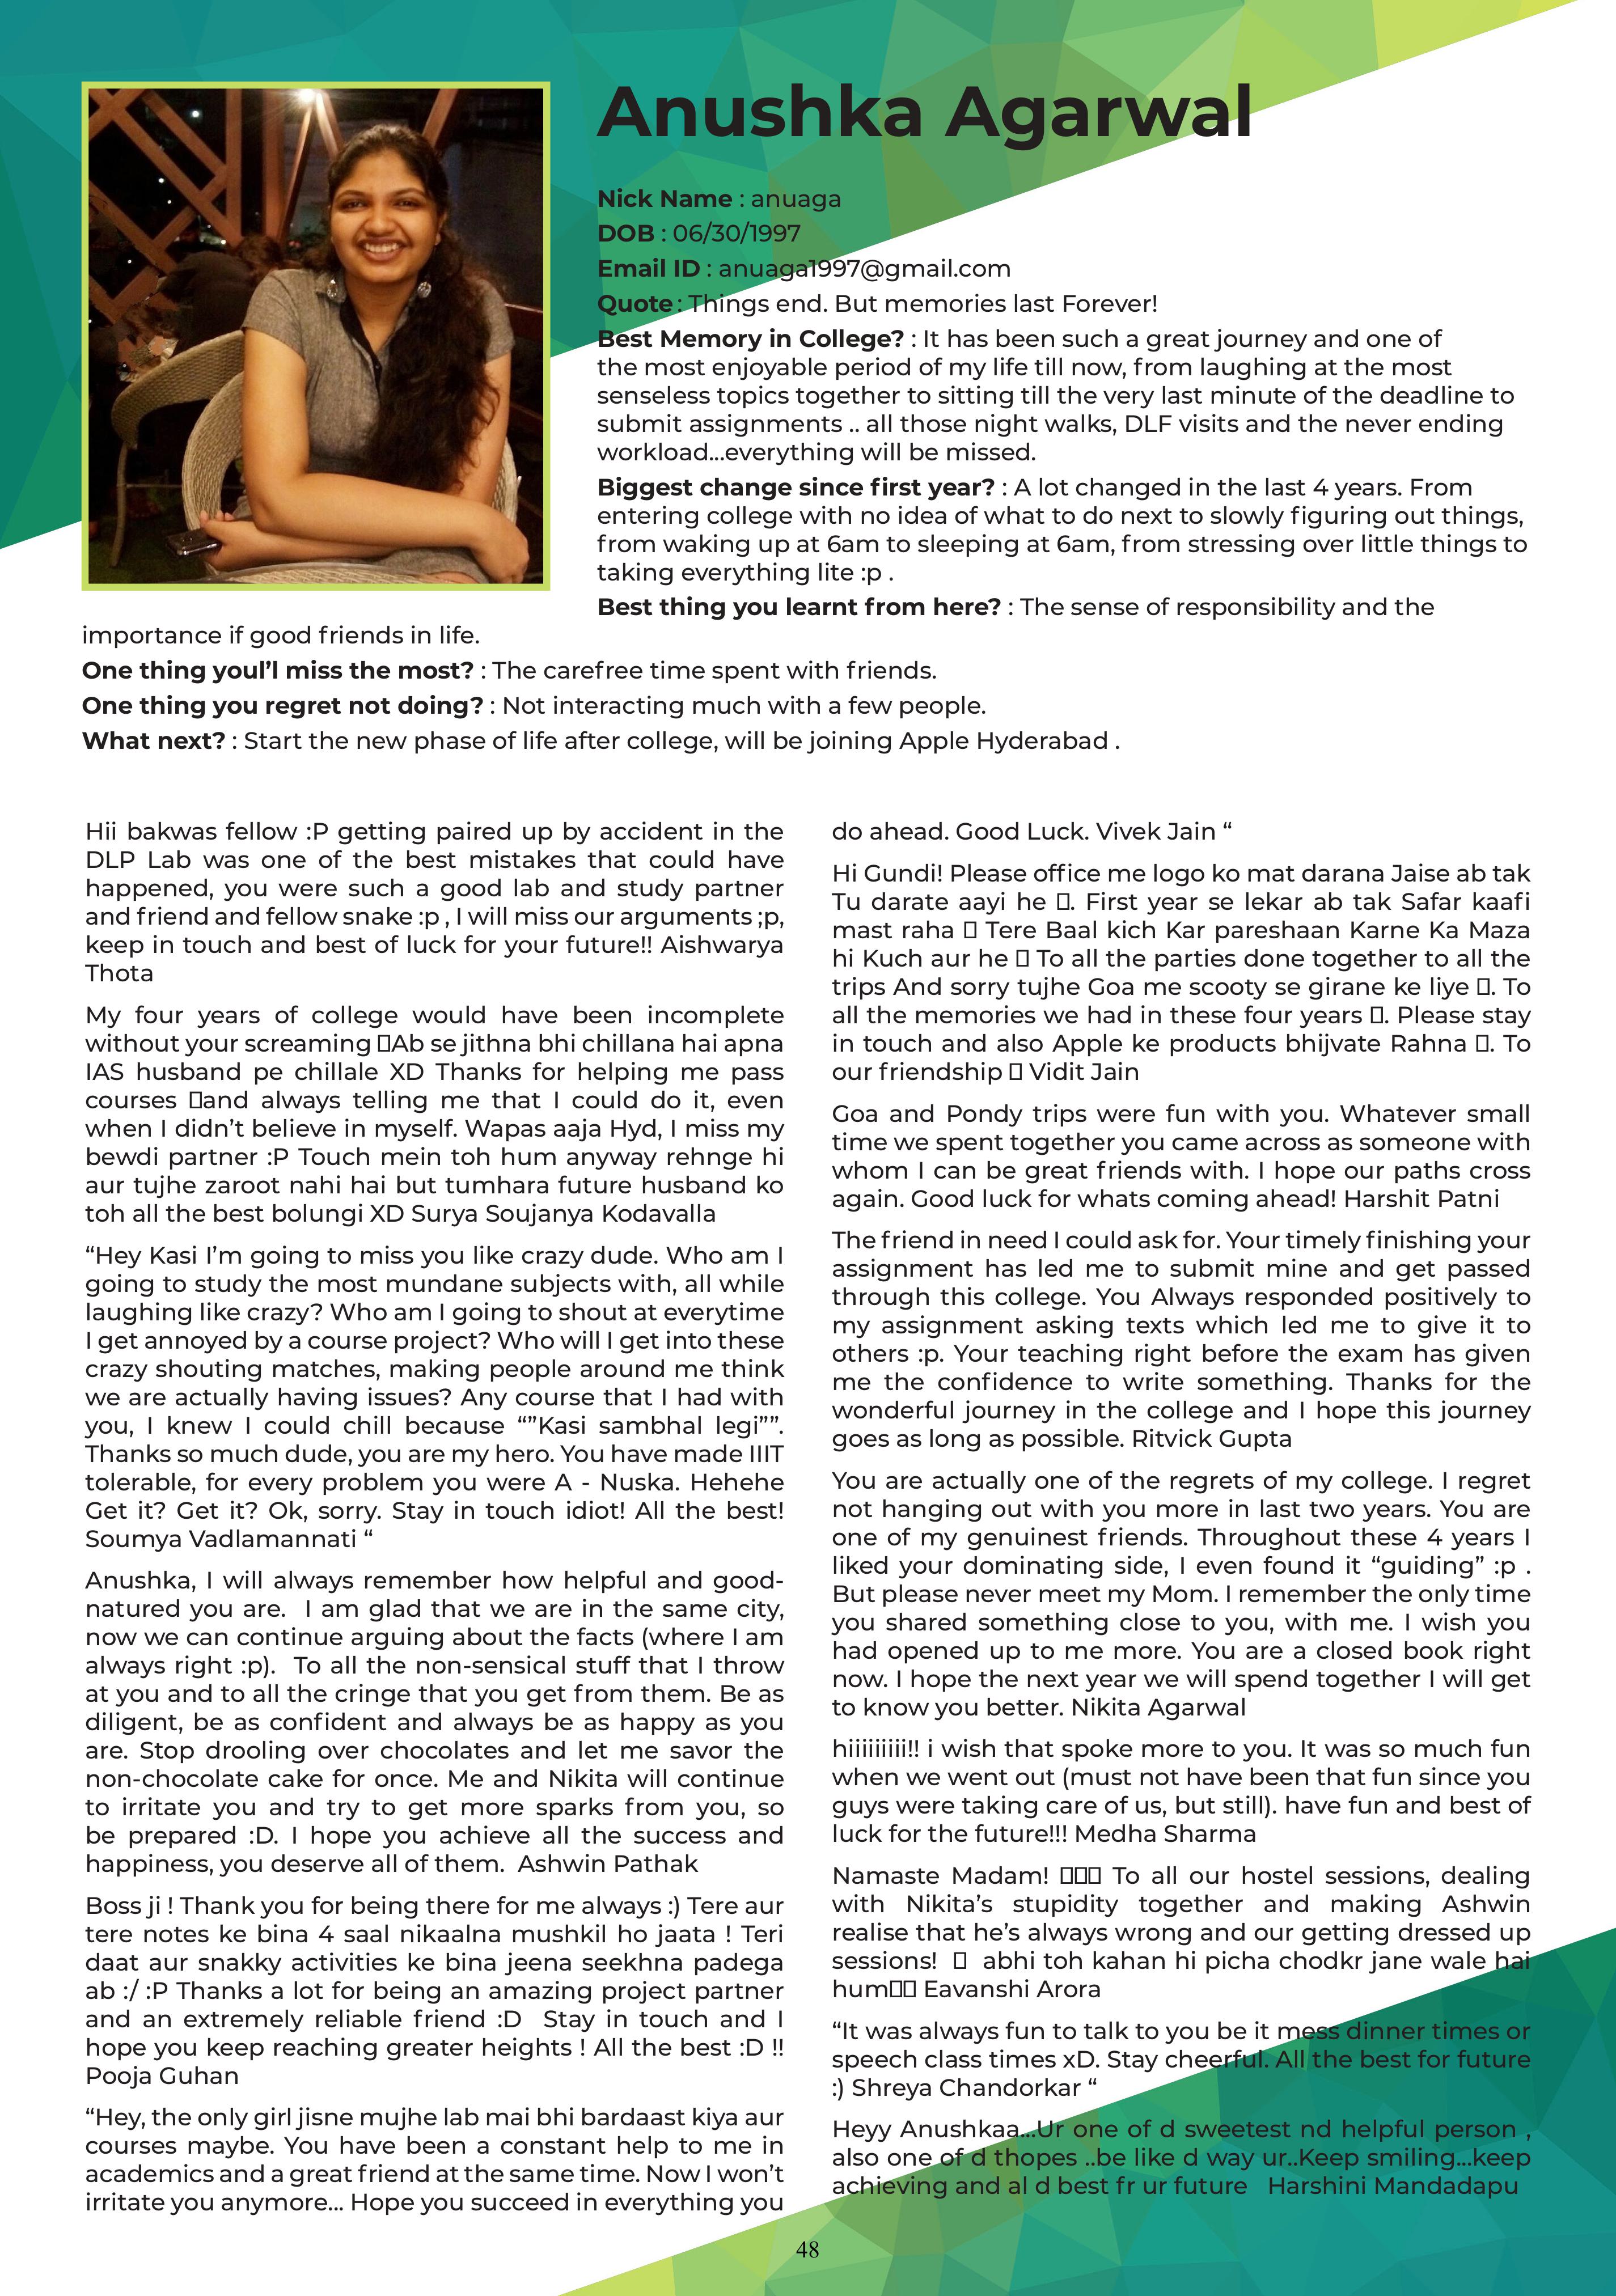 Anushka Agarwal
Nick Name : anuaga
DOB : 06/30/1997
Email ID : anuaga1997@gmail.com
Quote : Things end. But memories last Forever!
Best Memory in College? : It has been such a great journey and one of
the most enjoyable period of my life till now, from laughing at the most
senseless topics together to sitting till the very last minute of the deadline to
submit assignments .. all those night walks, DLF visits and the never ending
workload...everything will be missed.
Biggest change since first year? : A lot changed in the last 4 years. From
entering college with no idea of what to do next to slowly figuring out things,
from waking up at 6am to sleeping at 6am, from stressing over little things to
taking everything lite :p .
Best thing you learnt from here? : The sense of responsibility and the
importance if good friends in life.
One thing youl’l miss the most? : The carefree time spent with friends.
One thing you regret not doing? : Not interacting much with a few people.
What next? : Start the new phase of life after college, will be joining Apple Hyderabad .
Hii bakwas fellow :P getting paired up by accident in the
DLP Lab was one of the best mistakes that could have
happened, you were such a good lab and study partner
and friend and fellow snake :p , I will miss our arguments ;p,
keep in touch and best of luck for your future!! Aishwarya
Thota
My four years of college would have been incomplete
without your screaming □Ab se jithna bhi chillana hai apna
IAS husband pe chillale XD Thanks for helping me pass
courses □and always telling me that I could do it, even
when I didn’t believe in myself. Wapas aaja Hyd, I miss my
bewdi partner :P Touch mein toh hum anyway rehnge hi
aur tujhe zaroot nahi hai but tumhara future husband ko
toh all the best bolungi XD Surya Soujanya Kodavalla
“Hey Kasi I’m going to miss you like crazy dude. Who am I
going to study the most mundane subjects with, all while
laughing like crazy? Who am I going to shout at everytime
I get annoyed by a course project? Who will I get into these
crazy shouting matches, making people around me think
we are actually having issues? Any course that I had with
you, I knew I could chill because “”Kasi sambhal legi””.
Thanks so much dude, you are my hero. You have made IIIT
tolerable, for every problem you were A - Nuska. Hehehe
Get it? Get it? Ok, sorry. Stay in touch idiot! All the best!
Soumya Vadlamannati “
Anushka, I will always remember how helpful and good-
natured you are.  I am glad that we are in the same city,
now we can continue arguing about the facts (where I am
always right :p).  To all the non-sensical stuff that I throw
at you and to all the cringe that you get from them. Be as
diligent, be as confident and always be as happy as you
are. Stop drooling over chocolates and let me savor the
non-chocolate cake for once. Me and Nikita will continue
to irritate you and try to get more sparks from you, so
be prepared :D. I hope you achieve all the success and
happiness, you deserve all of them.  Ashwin Pathak
Boss ji ! Thank you for being there for me always :) Tere aur
tere notes ke bina 4 saal nikaalna mushkil ho jaata ! Teri
daat aur snakky activities ke bina jeena seekhna padega
ab :/ :P Thanks a lot for being an amazing project partner
and an extremely reliable friend :D  Stay in touch and I
hope you keep reaching greater heights ! All the best :D !!
Pooja Guhan
“Hey, the only girl jisne mujhe lab mai bhi bardaast kiya aur
courses maybe. You have been a constant help to me in
academics and a great friend at the same time. Now I won’t
irritate you anymore... Hope you succeed in everything you
do ahead. Good Luck. Vivek Jain “
Hi Gundi! Please office me logo ko mat darana Jaise ab tak
Tu darate aayi he □. First year se lekar ab tak Safar kaafi
mast raha □ Tere Baal kich Kar pareshaan Karne Ka Maza
hi Kuch aur he □ To all the parties done together to all the
trips And sorry tujhe Goa me scooty se girane ke liye □. To
all the memories we had in these four years □. Please stay
in touch and also Apple ke products bhijvate Rahna □. To
our friendship □ Vidit Jain
Goa and Pondy trips were fun with you. Whatever small
time we spent together you came across as someone with
whom I can be great friends with. I hope our paths cross
again. Good luck for whats coming ahead! Harshit Patni
The friend in need I could ask for. Your timely finishing your
assignment has led me to submit mine and get passed
through this college. You Always responded positively to
my assignment asking texts which led me to give it to
others :p. Your teaching right before the exam has given
me the confidence to write something. Thanks for the
wonderful journey in the college and I hope this journey
goes as long as possible. Ritvick Gupta
You are actually one of the regrets of my college. I regret
not hanging out with you more in last two years. You are
one of my genuinest friends. Throughout these 4 years I
liked your dominating side, I even found it “guiding” :p .
But please never meet my Mom. I remember the only time
you shared something close to you, with me. I wish you
had opened up to me more. You are a closed book right
now. I hope the next year we will spend together I will get
to know you better. Nikita Agarwal
hiiiiiiiii!! i wish that spoke more to you. It was so much fun
when we went out (must not have been that fun since you
guys were taking care of us, but still). have fun and best of
luck for the future!!! Medha Sharma
Namaste Madam! □□□ To all our hostel sessions, dealing
with Nikita’s stupidity together and making Ashwin
realise that he’s always wrong and our getting dressed up
sessions!  □  abhi toh kahan hi picha chodkr jane wale hai
hum□□ Eavanshi Arora
“It was always fun to talk to you be it mess dinner times or
speech class times xD. Stay cheerful. All the best for future
:) Shreya Chandorkar “
Heyy Anushkaa...Ur one of d sweetest nd helpful person ,
also one of d thopes ..be like d way ur..Keep smiling...keep
achieving and al d best fr ur future   Harshini Mandadapu
48